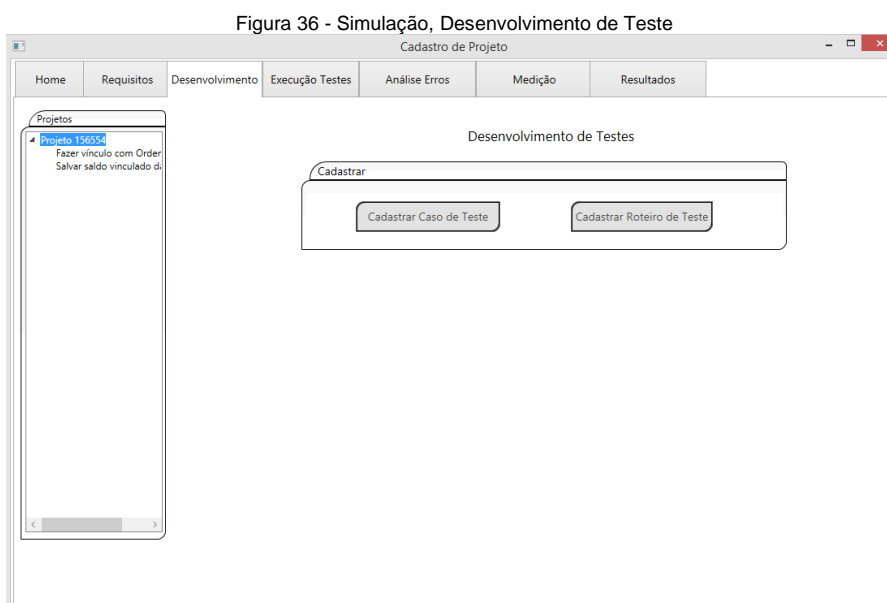 Figura 36 - Simulação, Desenvolvimento de Teste
Cadastro de Projeto
Home Requisitos Desenvolvimento Execução Testes Análise Erros Medição Resultados
Projetos
Projeto 156554
Fazer vínculo com Order
Salvar saldo vinculado
Desenvolvimento de Testes
Cadastrar
Cadastrar Caso de Teste Cadastrar Roteiro de Teste